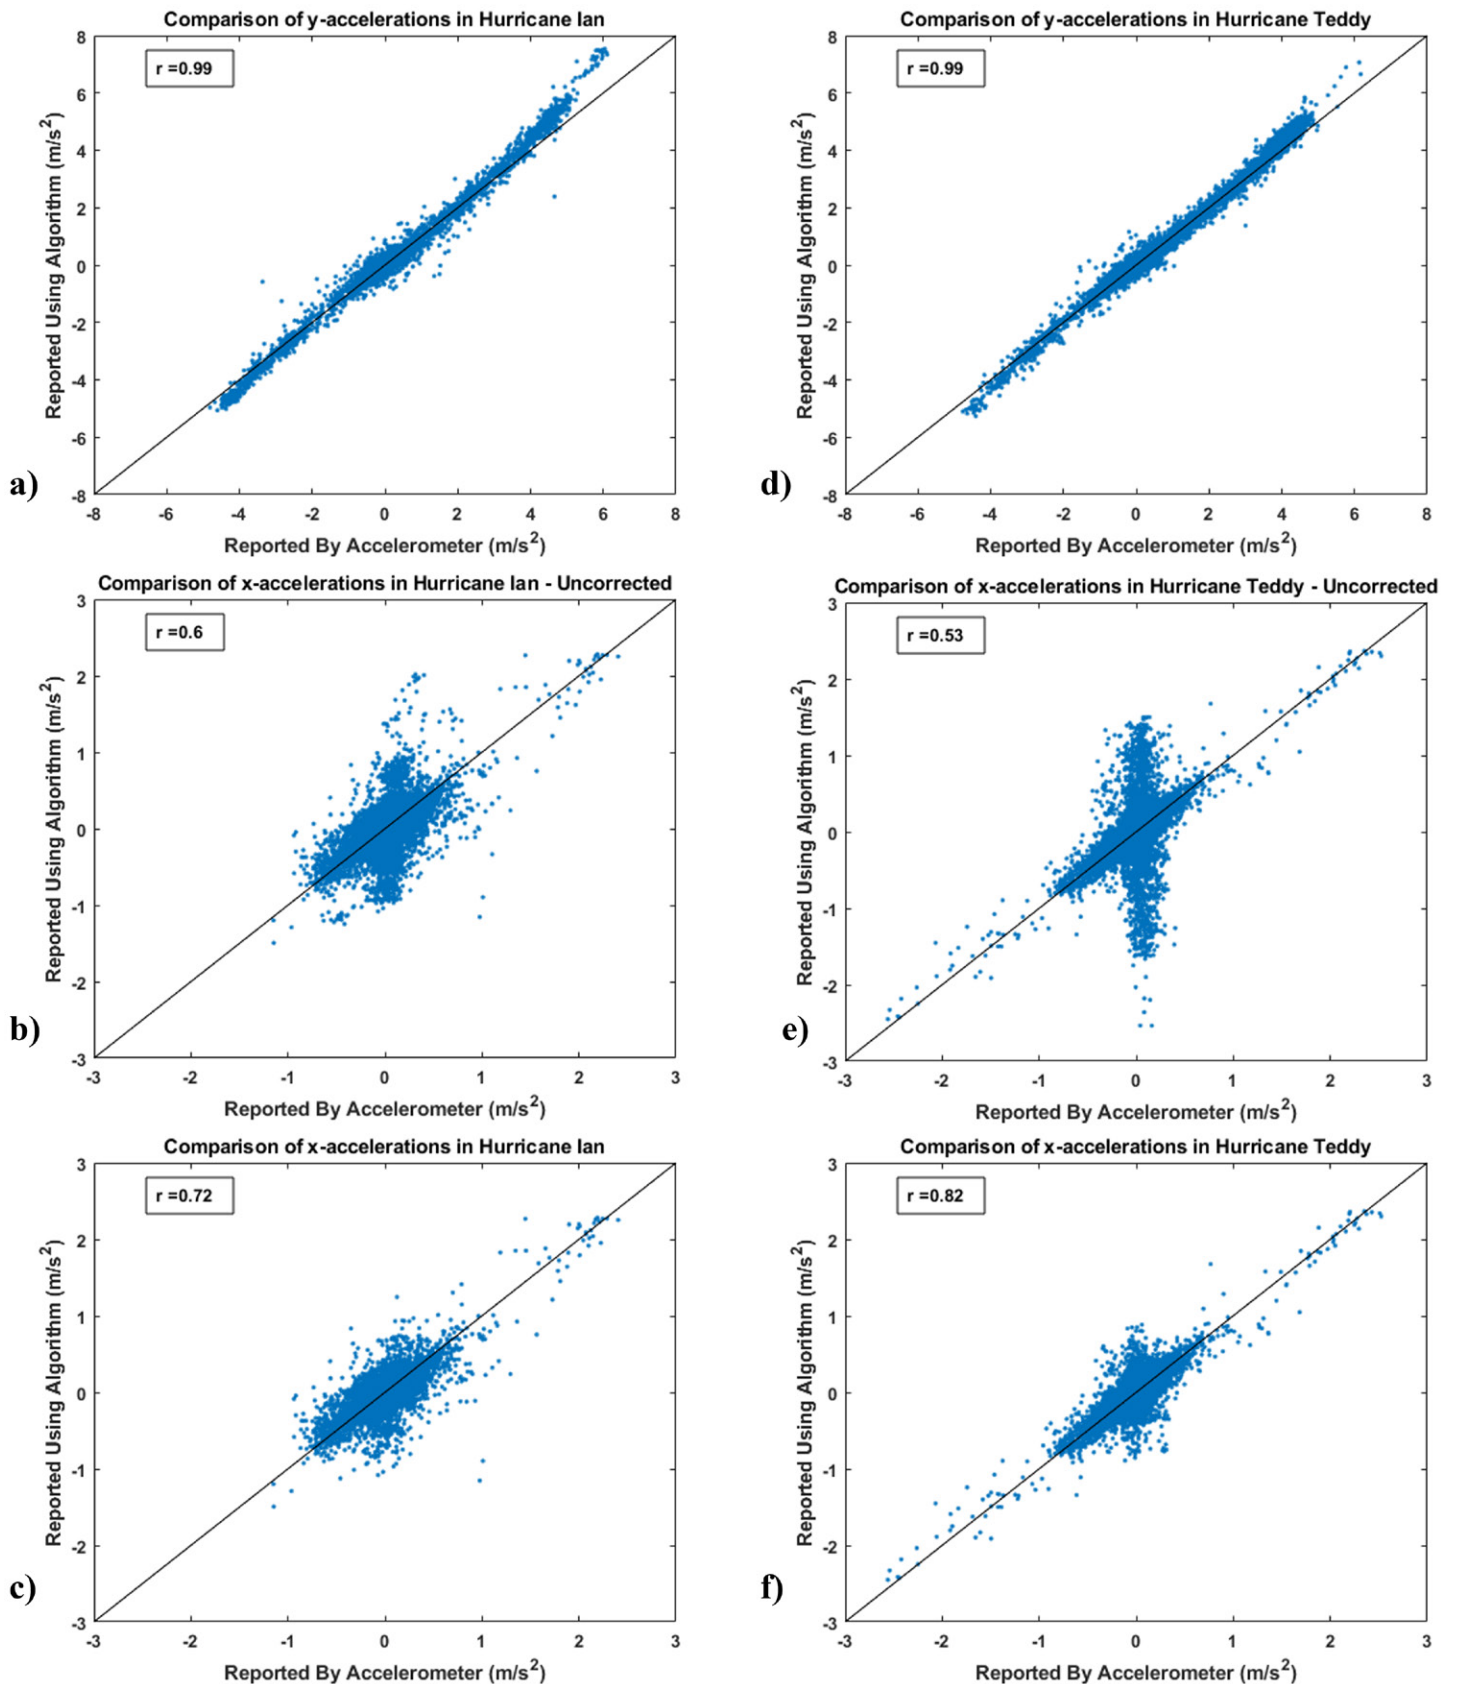 Comparison of y-accelerations in Hurricane Ian
r =0.99
8
6
4
2
0
-2
-4
-6
-8
Reported Using Algorithm (m/s²)
-8 -6 -4 -2 0 2 4 6 8
Reported By Accelerometer (m/s²)
a)
Comparison of y-accelerations in Hurricane Teddy
r =0.99
8
6
4
2
0
-2
-4
-6
-8
Reported Using Algorithm (m/s²)
-8 -6 -4 -2 0 2 4 6 8
Reported By Accelerometer (m/s²)
d)
Comparison of x-accelerations in Hurricane Ian - Uncorrected
r =0.6
3
2
1
0
-1
-2
-3
Reported Using Algorithm (m/s²)
-3 -2 -1 0 1 2 3
Reported By Accelerometer (m/s²)
b)
Comparison of x-accelerations in Hurricane Teddy - Uncorrected
r =0.53
3
2
1
0
-1
-2
-3
Reported Using Algorithm (m/s²)
-3 -2 -1 0 1 2 3
Reported By Accelerometer (m/s²)
e)
Comparison of x-accelerations in Hurricane Ian
r =0.72
3
2
1
0
-1
-2
-3
Reported Using Algorithm (m/s²)
-3 -2 -1 0 1 2 3
Reported By Accelerometer (m/s²)
c)
Comparison of x-accelerations in Hurricane Teddy
r =0.82
3
2
1
0
-1
-2
-3
Reported Using Algorithm (m/s²)
-3 -2 -1 0 1 2 3
Reported By Accelerometer (m/s²)
f)